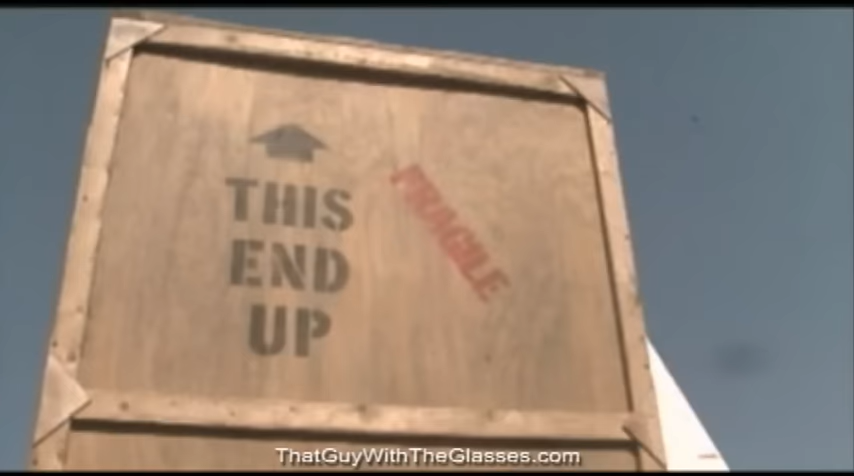 THIS
END
UP
FRAGILE
ThatGuyWithTheGlasses.com